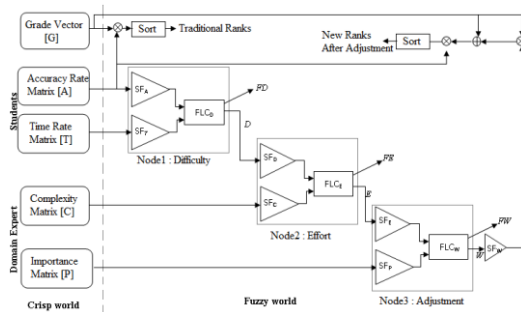 Grade Vector
[G]
Sort
Traditional Ranks
New Ranks
After Adjustment
Sort
Students
Accuracy Rate
Matrix [A]
SF_A
FLC_D
FD
D
Time Rate
Matrix [T]
SF_T
Node1 : Difficulty
SF_D
FLC_E
FE
E
Domain Expert
Complexity
Matrix [C]
SF_C
Node2 : Effort
SF_E
FLC_W
FW
W
SF_W
Importance
Matrix [P]
SF_P
Node3 : Adjustment
Crisp world
Fuzzy world